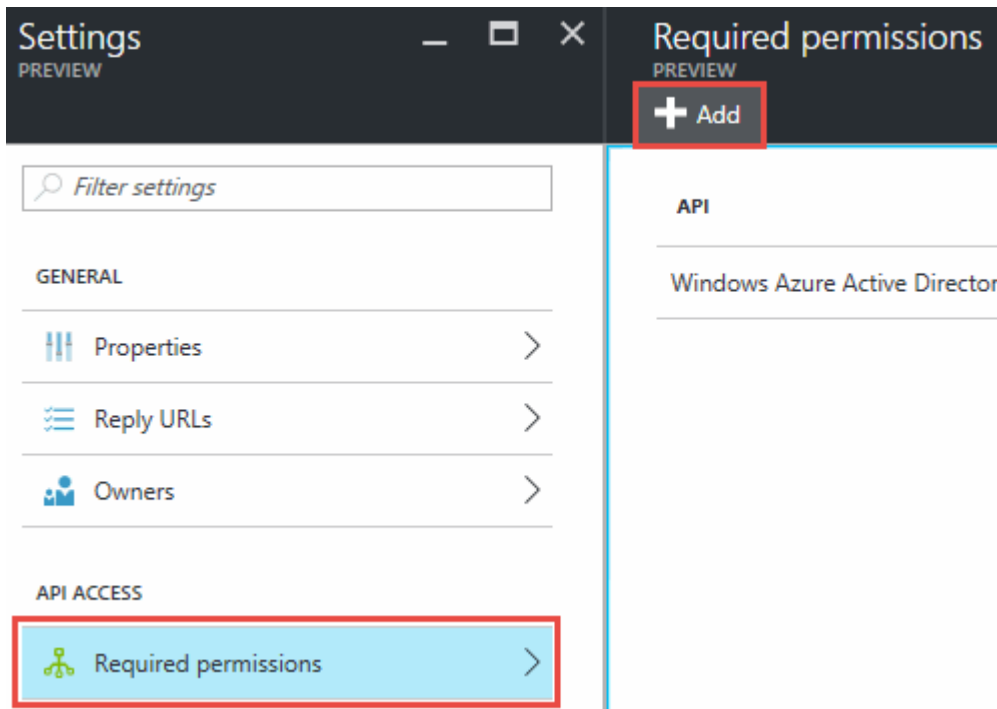 Settings
PREVIEW
Filter settings
GENERAL
Properties
Reply URLs
Owners
API ACCESS
Required permissions
Required permissions
PREVIEW
Add
API
Windows Azure Active Director